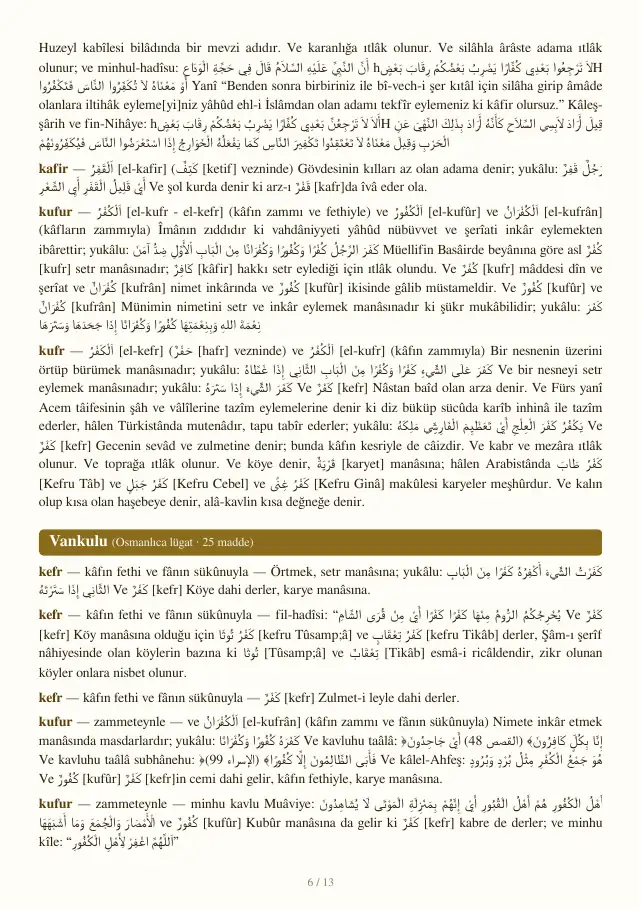 Huzeyl kabîlesi bilâdında bir mevzi adıdır. Ve karanlığa ıtlâk olunur. Ve silâhla ârâste adama ıtlâk
olunur; ve minhul-hadîsu: أَنَّ النَّبِيَّ عَلَيْهِ السَّلاَمُ قَالَ فِي حَجَّةِ الْوَدَاعِ hلاَ تَرْجِعُوا بَعْدِي كُفَّارًا يَضْرِبُ بَعْضُكُمْ رِقَابَ بَعْضٍH
أَوْ مَعْنَاهُ لاَ تُكَفِّرُوا النَّاسَ فَتَكْفُرُوا Yanî “Benden sonra birbiriniz ile bî-vech-i şer kıtâl için silâha girip âmâde
olanlara iltihâk eyleme[yi]niz yâhûd ehl-i İslâmdan olan adamı tekfîr eylemeniz ki kâfir olursuz.” Kâleş-
şârih ve fin-Nihâye: hأَلاَ لاَ تَرْجِعُنَّ بَعْدِي كُفَّارًا يَضْرِبُ بَعْضُكُمْ رِقَابَ بَعْضٍH قِيلَ أَرَادَ لاَبِسِي السِّلاَحِ كَأَنَّهُ أَرَادَ بِذَلِكَ النَّهْيَ عَنِ
الْحَرْبِ وَقِيلَ مَعْنَاهُ لاَ تَعْتَقِدُوا تَكْفِيرَ النَّاسِ كَمَا يَفْعَلُهُ الْخَوَارِجُ إِذَا اسْتَعْرَضُوا النَّاسَ فَيُكَفِّرُونَهُمْ
kafir — اَلْقَفِرُ [el-kafir] (كَتِفٌ [ketif] vezninde) Gövdesinin kılları az olan adama denir; yukâlu: رَجُلٌ قَفِرٌ
أَيْ قَلِيلُ الْقَفَرِ أَيِ الشَّعْرِ Ve şol kurda denir ki arz-ı قَفْرٌ [kafr]da îvâ eder ola.
kufur — اَلْكُفْرُ [el-kufr - el-kefr] (kâfın zammı ve fethiyle) ve اَلْكُفُورُ [el-kufûr] ve اَلْكُفْرَانُ [el-kufrân]
(kâfların zammıyla) Îmânın zıddıdır ki vahdâniyyeti yâhûd nübüvvet ve şerîati inkâr eylemekten
ibârettir; yukâlu: كَفَرَ الرَّجُلُ كُفْرًا وَكُفُورًا وَكُفْرَانًا مِنَ الْبَابِ اْلأَوَّلِ ضِدُّ آمَنَ Müellifin Basâirde beyânına göre asl كُفْرٌ
[kufr] setr manâsınadır; كَافِرٌ [kâfir] hakkı setr eylediği için ıtlâk olundu. Ve كُفْرٌ [kufr] mâddesi dîn ve
şerîat ve كُفْرَانٌ [kufrân] nimet inkârında ve كُفُورٌ [kufûr] ikisinde gâlib müstameldir. Ve كُفُورٌ [kufûr] ve
كُفْرَانٌ [kufrân] Münimin nimetini setr ve inkâr eylemek manâsınadır ki şükr mukâbilidir; yukâlu: كَفَرَ
نِعْمَةَ اللهِ وَبِنِعْمَتِهَا كُفُورًا وَكُفْرَانًا إِذَا جَحَدَهَا وَسَتَرَهَا
kufr — اَلْكَفْرُ [el-kefr] (حَفْرٌ [hafr] vezninde) ve اَلْكُفْرُ [el-kufr] (kâfın zammıyla) Bir nesnenin üzerini
örtüp bürümek manâsınadır; yukâlu: كَفَرَ عَلَى الشَّيْءِ كَفْرًا وَكُفْرًا مِنَ الْبَابِ الثَّانِي إِذَا غَطَّاهُ Ve bir nesneyi setr
eylemek manâsınadır; yukâlu: كَفَرَ الشَّيْءَ إِذَا سَتَرَهُ Ve كَفْرٌ [kefr] Nâstan baîd olan arza denir. Ve Fürs yanî
Acem tâifesinin şâh ve vâlîlerine tazîm eylemelerine denir ki diz büküp sücûda karîb inhinâ ile tazîm
ederler, hâlen Türkistânda mutenâdır, tapu tabîr ederler; yukâlu: يَكْفُرُ كَفْرَ الْعِلْجِ أَيْ تَعْظِيمَ الْفَارِسِيِّ مَلِكَهُ Ve
كَفْرٌ [kefr] Gecenin sevâd ve zulmetine denir; bunda kâfın kesriyle de câizdir. Ve kabr ve mezâra ıtlâk
olunur. Ve toprağa ıtlâk olunur. Ve köye denir, قَرْيَةٌ [karyet] manâsına; hâlen Arabistânda كَفْرُ طَابَ
[Kefru Tâb] ve كَفْرُ جَبَلٍ [Kefru Cebel] ve كَفْرُ غِنًى [Kefru Ginâ] makûlesi karyeler meşhûrdur. Ve kalın
olup kısa olan haşebeye denir, alâ-kavlin kısa değneğe denir.
Vankulu (Osmanlıca lügat · 25 madde)
kefr — kâfın fethi ve fânın sükûnuyla — Örtmek, setr manâsına; yukâlu: كَفَرْتُ الشَّيْءَ أَكْفِرُهُ كَفْرًا مِنَ الْبَابِ
الثَّانِي إِذَا سَتَرْتَهُ Ve كَفْرٌ [kefr] Köye dahi derler, karye manâsına.
kefr — kâfın fethi ve fânın sükûnuyla — fil-hadîsi: “يُخْرِجُكُمُ الرُّومُ مِنْهَا كَفْرًا كَفْرًا أَيْ مِنْ قُرَى الشَّامِ Ve كَفْرٌ
[kefr] Köy manâsına olduğu için كَفْرُ تُوثَا [kefru Tûsamp;â] ve كَفْرُ تِعْقَابٍ [kefru Tikâb] derler, Şâm-ı şerîf
nâhiyesinde olan köylerin bazına ki تُوثَا [Tûsamp;â] ve تِعْقَابٌ [Tikâb] esmâ-i ricâldendir, zikr olunan
köyler onlara nisbet olunur.
kefr — kâfın fethi ve fânın sükûnuyla — كَفْرٌ [kefr] Zulmet-i leyle dahi derler.
kufur — zammeteynle — ve اَلْكُفْرَانُ [el-kufrân] (kâfın zammı ve fânın sükûnuyla) Nimete inkâr etmek
manâsında masdarlardır; yukâlu: كَفَرَهُ كُفُورًا وَكُفْرَانًا Ve kavluhu taâlâ: ﴿إِنَّا بِكُلٍّ كَافِرُونَ﴾ (القصص 48) أَيْ جَاحِدُونَ
Ve kavluhu taâlâ subhânehu: ﴿فَأَبَى الظَّالِمُونَ إِلَّا كُفُورًا﴾ (الإسراء 99) Ve kâlel-Ahfeş: هُوَ جَمْعُ الْكُفْرِ مِثْلُ بُرْدٍ وَبُرُودٍ
Ve كُفُورٌ [kufûr] كَفْرٌ [kefr]in cemi dahi gelir, kâfın fethiyle, karye manâsına.
kufur — zammeteynle — minhu kavlu Muâviye: أَهْلُ الْكُفُورِ هُمْ أَهْلُ الْقُبُورِ أَيْ إِنَّهُمْ بِمَنْزِلَةِ الْمَوْتَى لَا يُشَاهِدُونَ
الْأَمْصَارَ وَالْجُمَعَ وَمَا أَشْبَهَهَا ve كُفُورٌ [kufûr] Kubûr manâsına da gelir ki كَفْرٌ [kefr] kabre de derler; ve minhu
kîle: “اَللّٰهُمَّ اغْفِرْ لِأَهْلِ الْكُفُورِ”
6 / 13